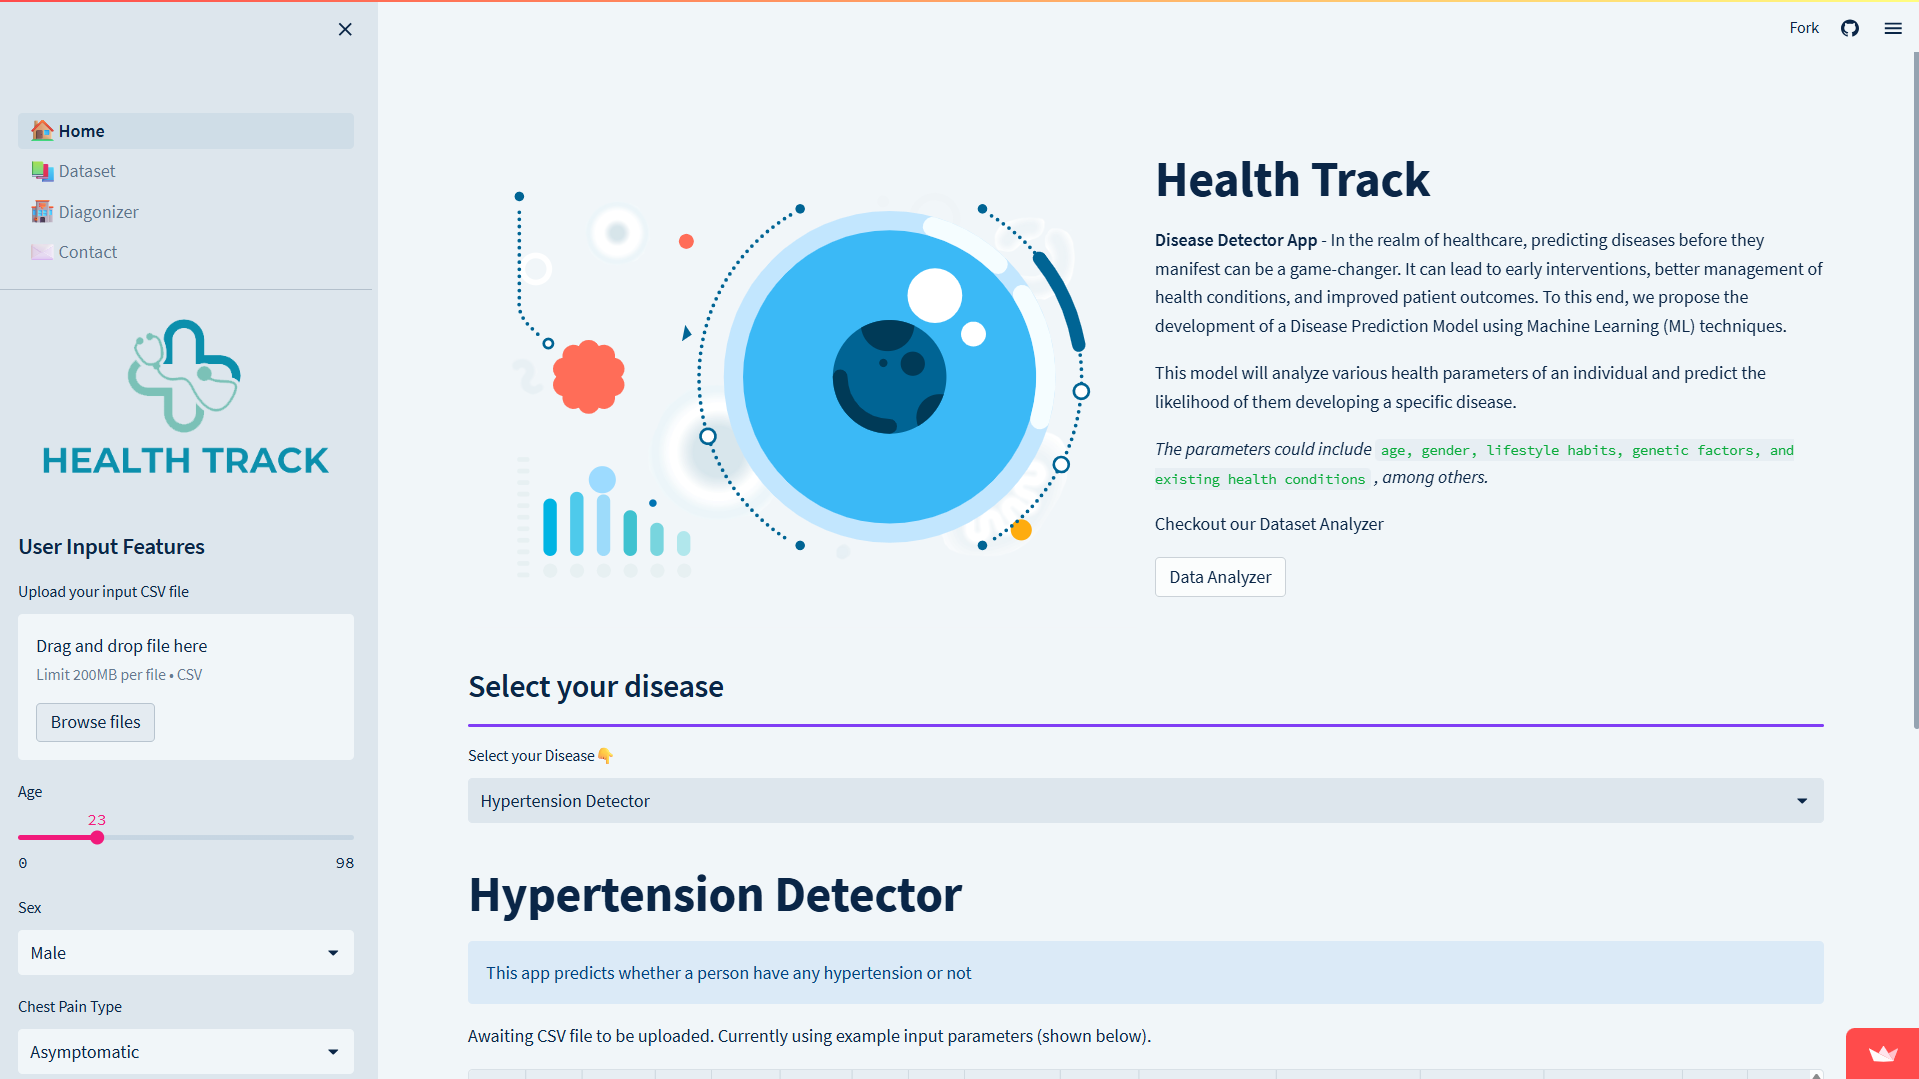 Fork
🏠 Home
📚 Dataset
🏥 Diagonizer
✉️ Contact
HEALTH TRACK
User Input Features
Upload your input CSV file
Drag and drop file here
Limit 200MB per file • CSV
Browse files
Age
23
0 98
Sex
Male
Chest Pain Type
Asymptomatic
Health Track
Disease Detector App - In the realm of healthcare, predicting diseases before they
manifest can be a game-changer. It can lead to early interventions, better management of
health conditions, and improved patient outcomes. To this end, we propose the
development of a Disease Prediction Model using Machine Learning (ML) techniques.
This model will analyze various health parameters of an individual and predict the
likelihood of them developing a specific disease.
The parameters could include age, gender, lifestyle habits, genetic factors, and
existing health conditions , among others.
Checkout our Dataset Analyzer
Data Analyzer
Select your disease
Select your Disease👇
Hypertension Detector
Hypertension Detector
This app predicts whether a person have any hypertension or not
Awaiting CSV file to be uploaded. Currently using example input parameters (shown below).